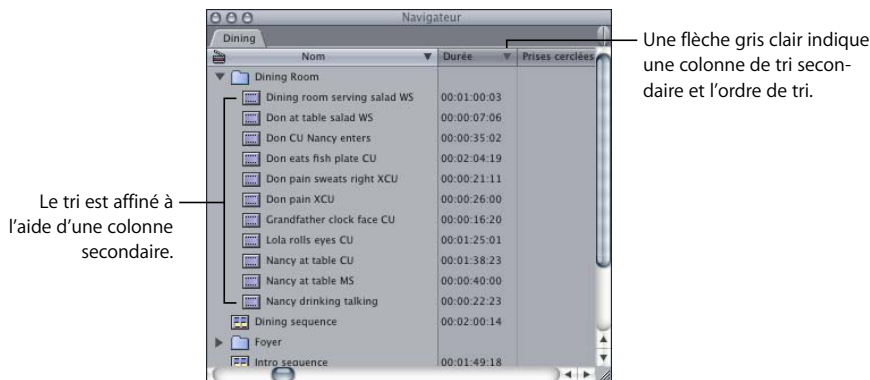 Navigateur
Dining
Nom Durée Prises cerclées
Dining Room
Dining room serving salad WS 00:01:00:03
Don at table salad WS 00:00:07:06
Don CU Nancy enters 00:00:35:02
Don eats fish plate CU 00:02:04:19
Don pain sweats right XCU 00:00:21:11
Don pain XCU 00:00:26:00
Grandfather clock face CU 00:00:16:20
Lola rolls eyes CU 00:01:25:01
Nancy at table CU 00:01:38:23
Nancy at table MS 00:00:40:00
Nancy drinking talking 00:00:22:23
Dining sequence 00:02:00:14
Foyer
Intro sequence 00:01:49:18
Une flèche gris clair indique
une colonne de tri secon-
daire et l'ordre de tri.
Le tri est affiné à
l'aide d'une colonne
secondaire.